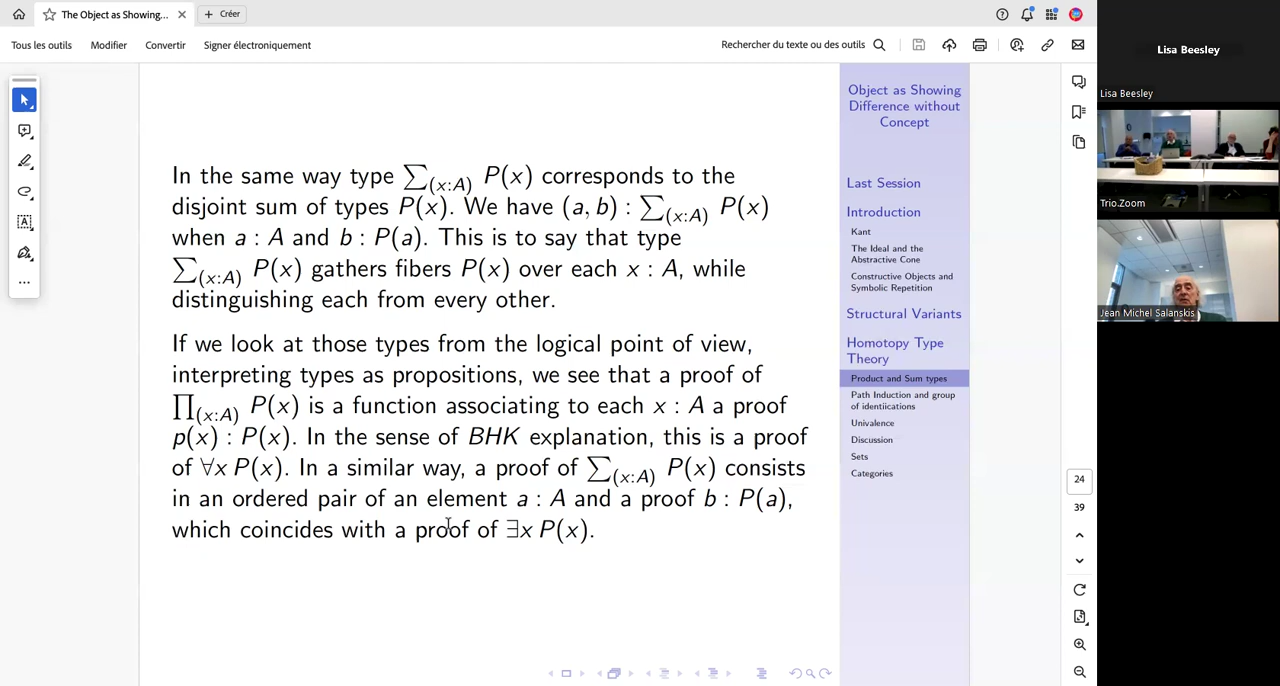 The Object as Showing...
Créer
Tous les outils
Modifier
Convertir
Signer électroniquement
Rechercher du texte ou des outils
In the same way type ∑(x:A) P(x) corresponds to the
disjoint sum of types P(x). We have (a, b) : ∑(x:A) P(x)
when a : A and b : P(a). This is to say that type
∑(x:A) P(x) gathers fibers P(x) over each x : A, while
distinguishing each from every other.
If we look at those types from the logical point of view,
interpreting types as propositions, we see that a proof of
∏(x:A) P(x) is a function associating to each x : A a proof
p(x) : P(x). In the sense of BHK explanation, this is a proof
of ∀x P(x). In a similar way, a proof of ∑(x:A) P(x) consists
in an ordered pair of an element a : A and a proof b : P(a),
which coincides with a proof of ∃x P(x).
Object as Showing
Difference without
Concept
Last Session
Introduction
Kant
The Ideal and the
Abstractive Cone
Constructive Objects and
Symbolic Repetition
Structural Variants
Homotopy Type
Theory
Product and Sum types
Path Induction and group
of identiications
Univalence
Discussion
Sets
Categories
24
39
Lisa Beesley
Lisa Beesley
Trio.Zoom
Jean Michel Salanskis